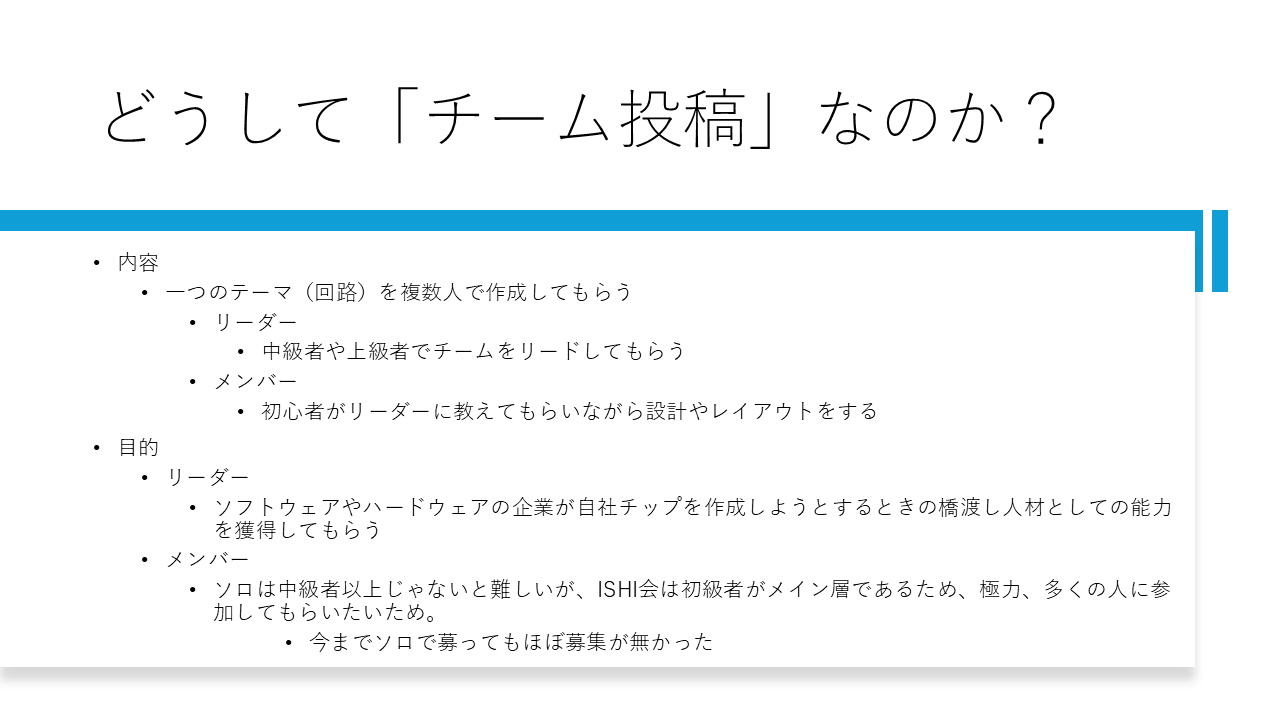 どうして「チーム投稿」なのか？
• 内容
• 一つのテーマ（回路）を複数人で作成してもらう
• リーダー
• 中級者や上級者でチームをリードしてもらう
• メンバー
• 初心者がリーダーに教えてもらいながら設計やレイアウトをする
• 目的
• リーダー
• ソフトウェアやハードウェアの企業が自社チップを作成しようとするときの橋渡し人材としての能力
を獲得してもらう
• メンバー
• ソロは中級者以上じゃないと難しいが、ISHI会は初級者がメイン層であるため、極力、多くの人に参
加してもらいたいため。
• 今までソロで募ってもほぼ募集が無かった